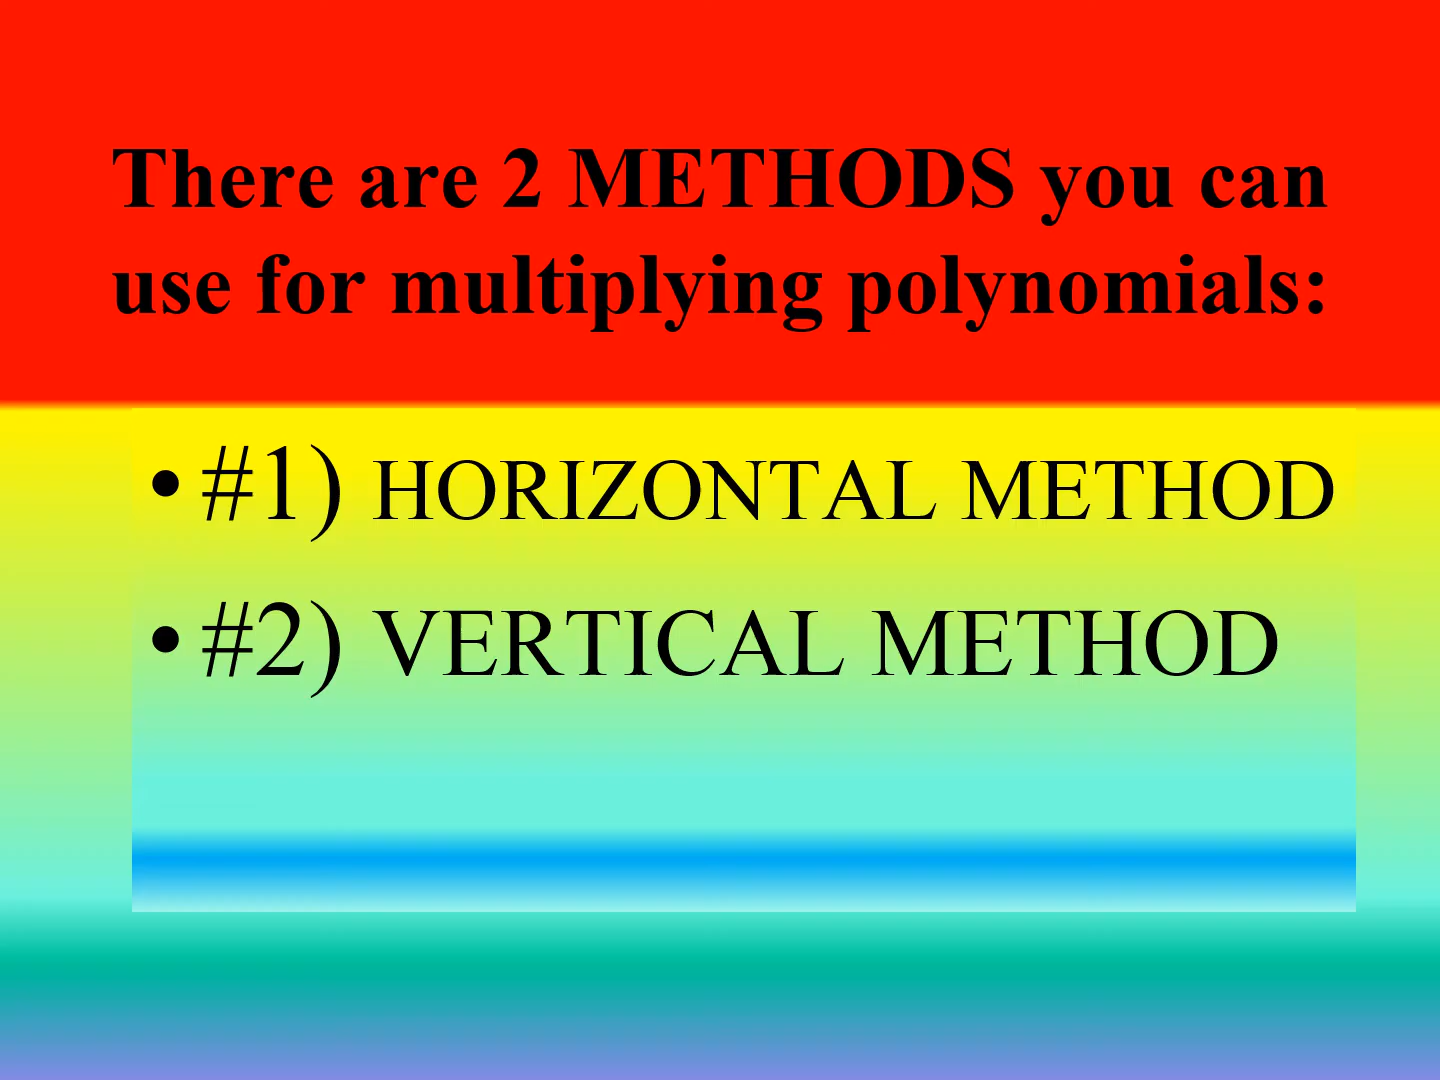 There are 2 METHODS you can
use for multiplying polynomials:
• #1) HORIZONTAL METHOD
• #2) VERTICAL METHOD